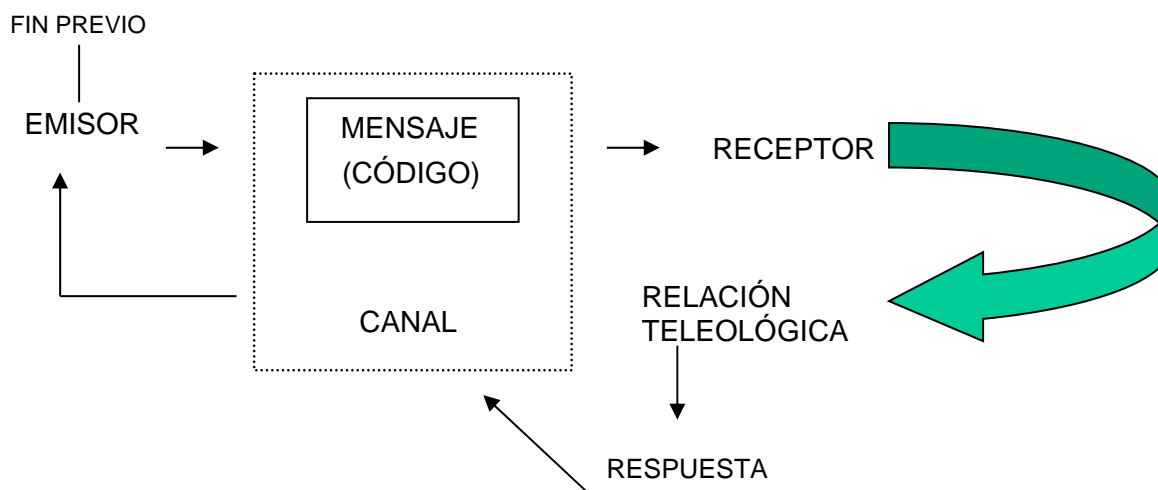 FIN PREVIO
EMISOR
MENSAJE
(CÓDIGO)
RECEPTOR
CANAL
RELACIÓN
TELEOLÓGICA
RESPUESTA